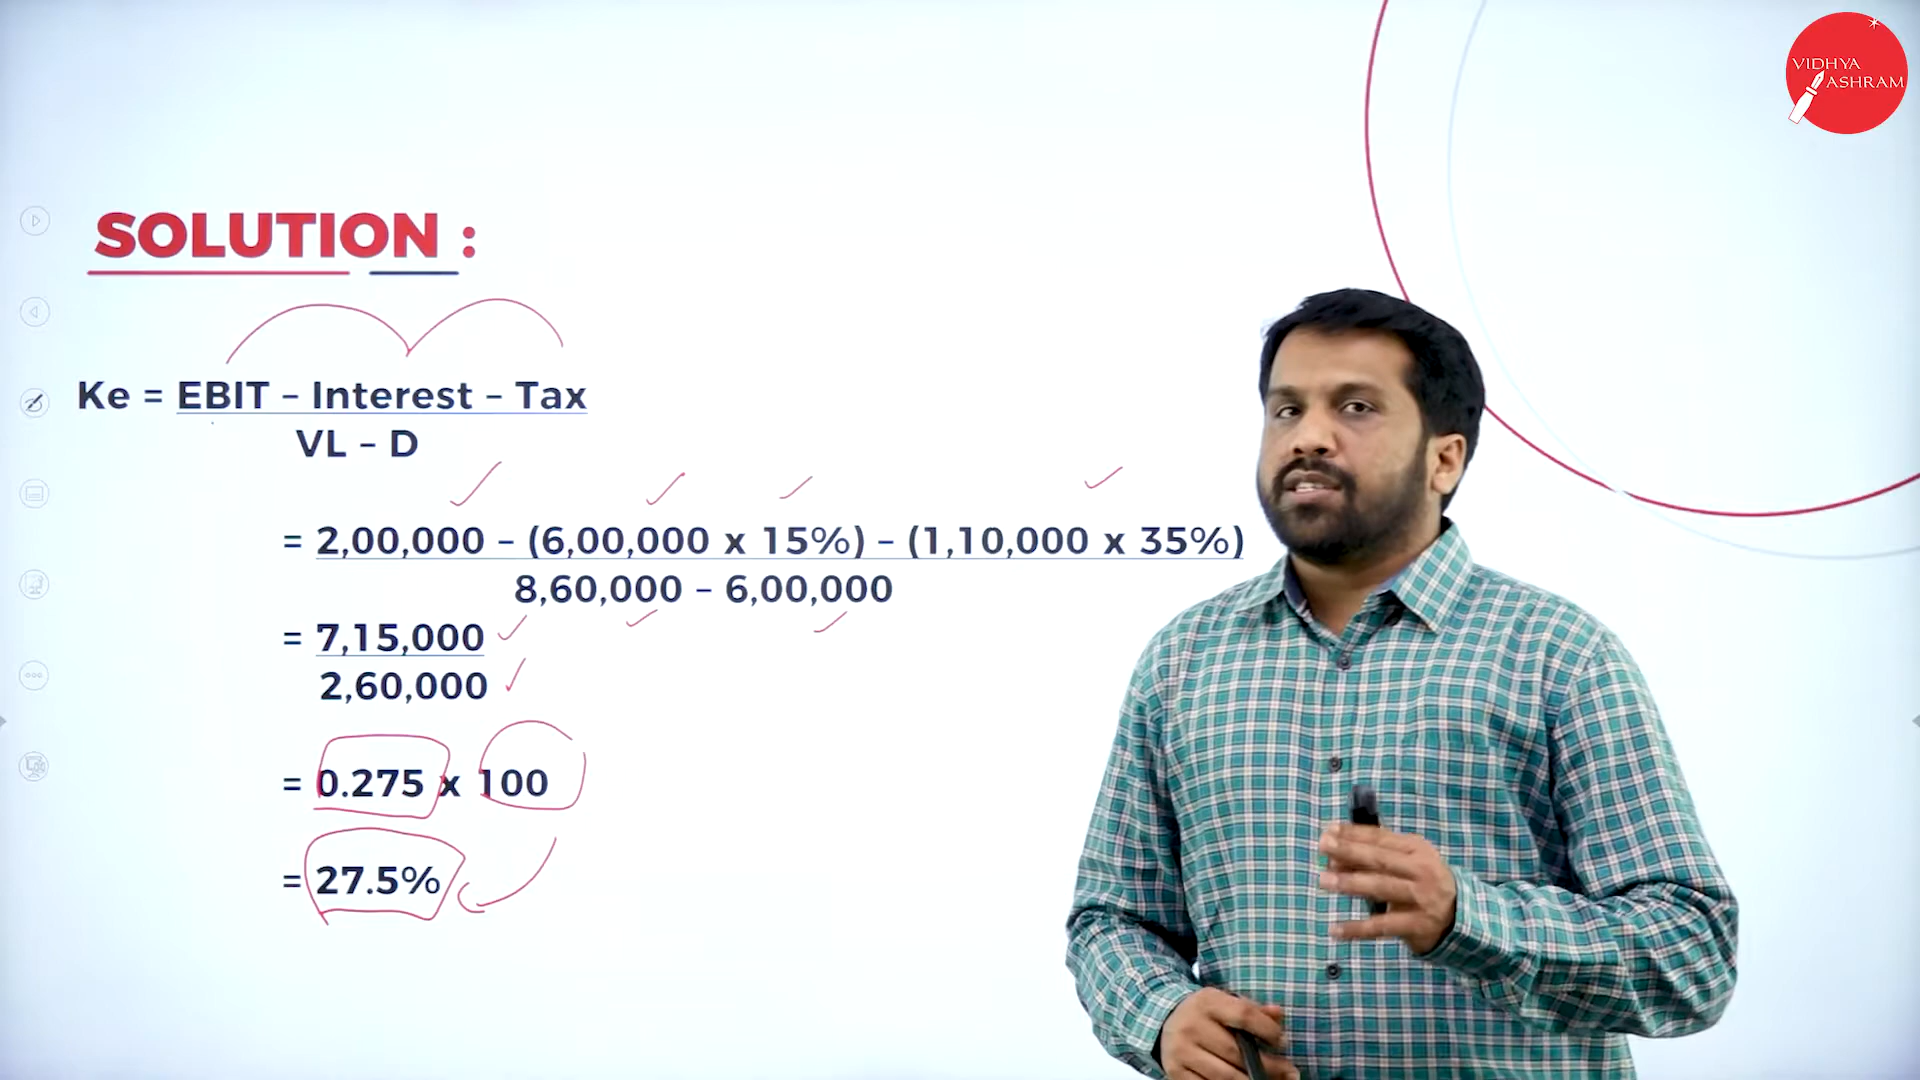 VIDHYA
ASHRAM
SOLUTION :
Ke = EBIT – Interest – Tax
VL – D
= 2,00,000 – (6,00,000 x 15%) – (1,10,000 x 35%)
8,60,000 – 6,00,000
= 7,15,000
2,60,000
= 0.275 x 100
= 27.5%